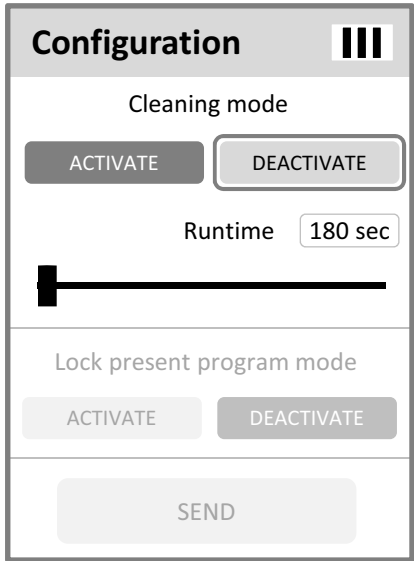 Configuration
Cleaning mode
ACTIVATE DEACTIVATE
Runtime 180 sec
Lock present program mode
ACTIVATE DEACTIVATE
SEND